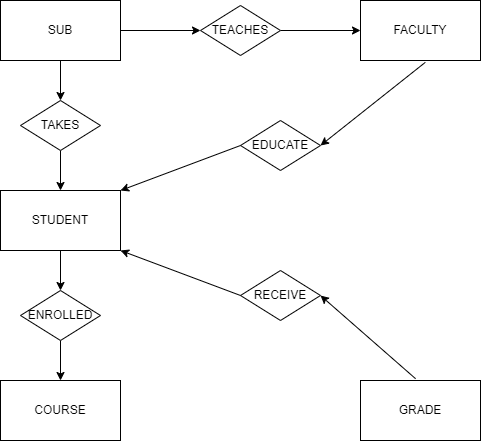 SUB
TEACHES
FACULTY
TAKES
EDUCATE
STUDENT
RECEIVE
ENROLLED
COURSE
GRADE